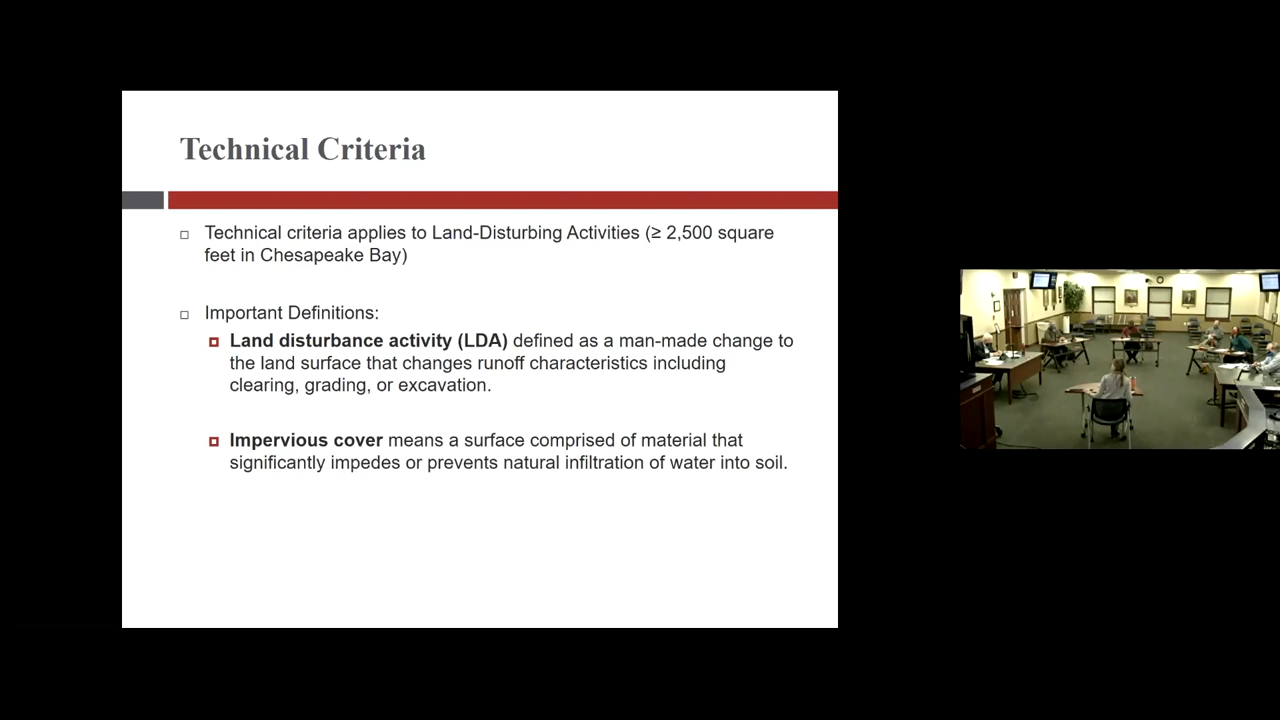 Technical Criteria
Technical criteria applies to Land-Disturbing Activities (≥ 2,500 square
feet in Chesapeake Bay)
Important Definitions:
Land disturbance activity (LDA) defined as a man-made change to
the land surface that changes runoff characteristics including
clearing, grading, or excavation.
Impervious cover means a surface comprised of material that
significantly impedes or prevents natural infiltration of water into soil.